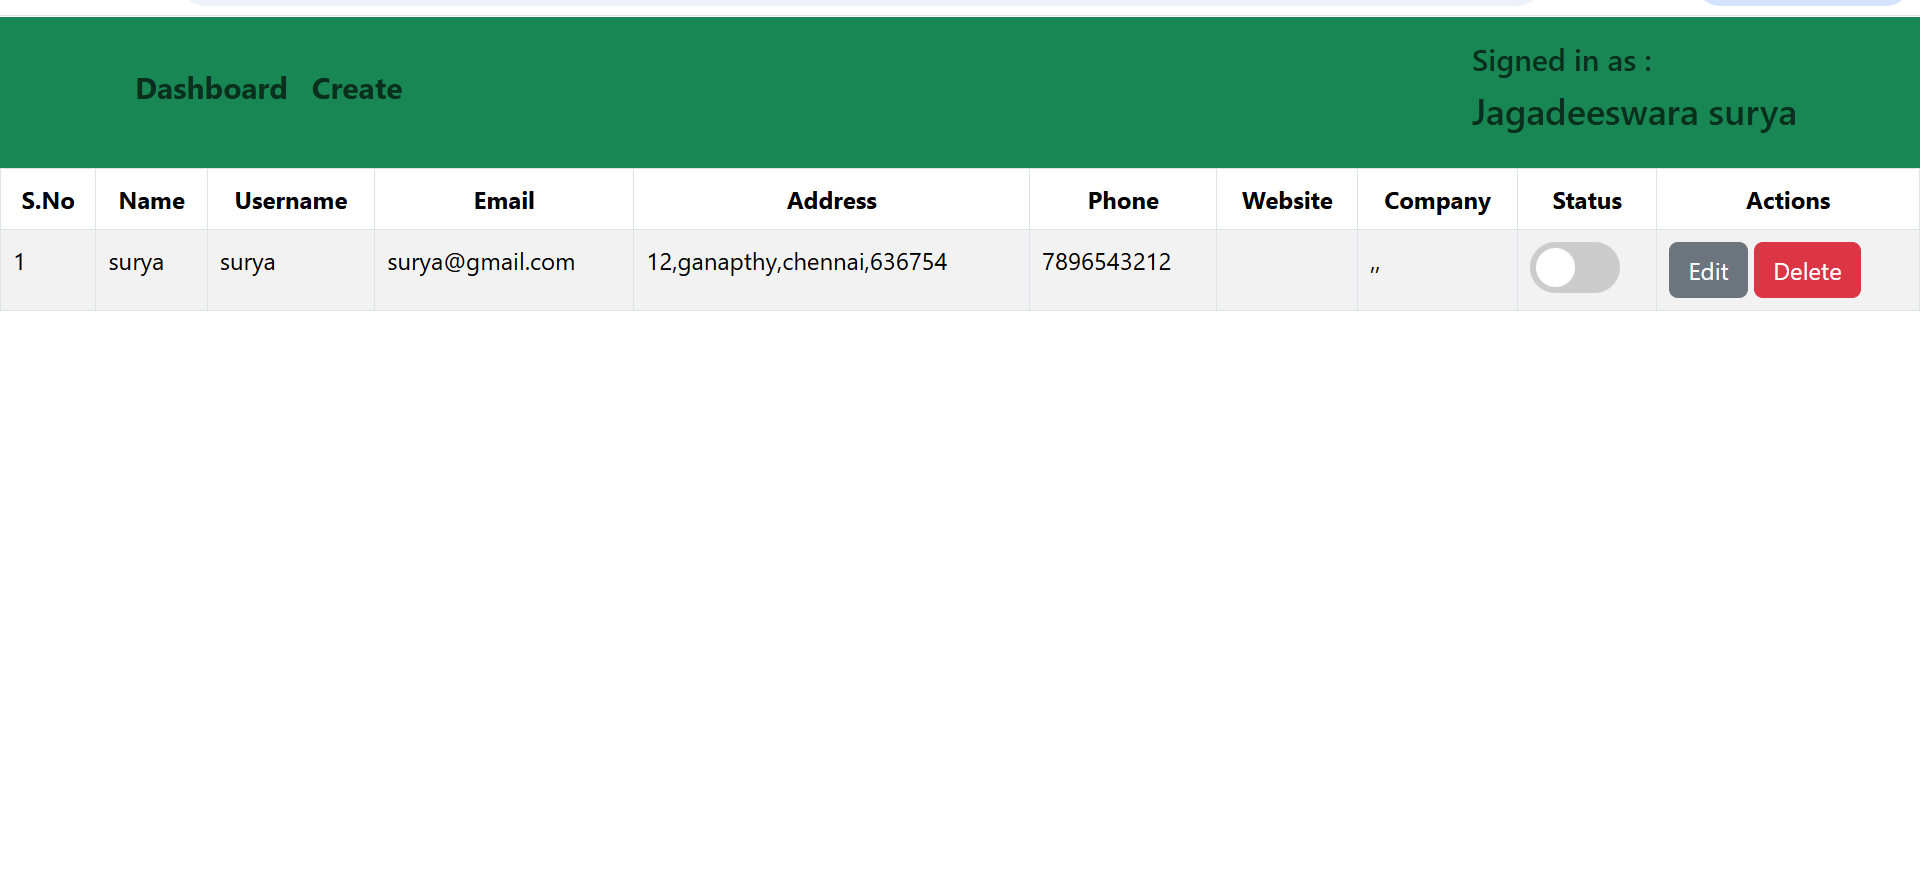 Dashboard Create
Signed in as :
Jagadeeswara surya
S.No Name Username Email Address Phone Website Company Status Actions
1 surya surya surya@gmail.com 12,ganapthy,chennai,636754 7896543212 ,, Edit Delete